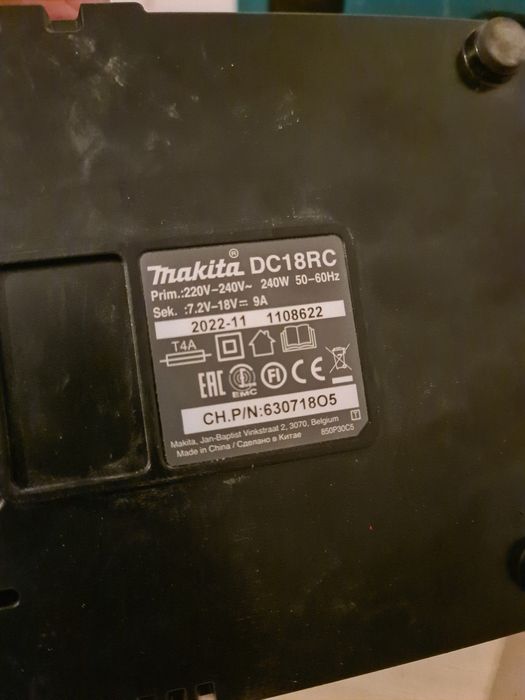 makita® DC18RC
Prim.:220V-240V~ 240W 50-60Hz
Sek. :7.2V-18V⎓ 9A
2022-11 1108622
T4A
EAC EMC FI CE
CH.P/N:630718O5
Makita, Jan-Baptist Vinkstraat 2, 3070, Belgium
Made in China / Сделано в Китае 850P30C5 T